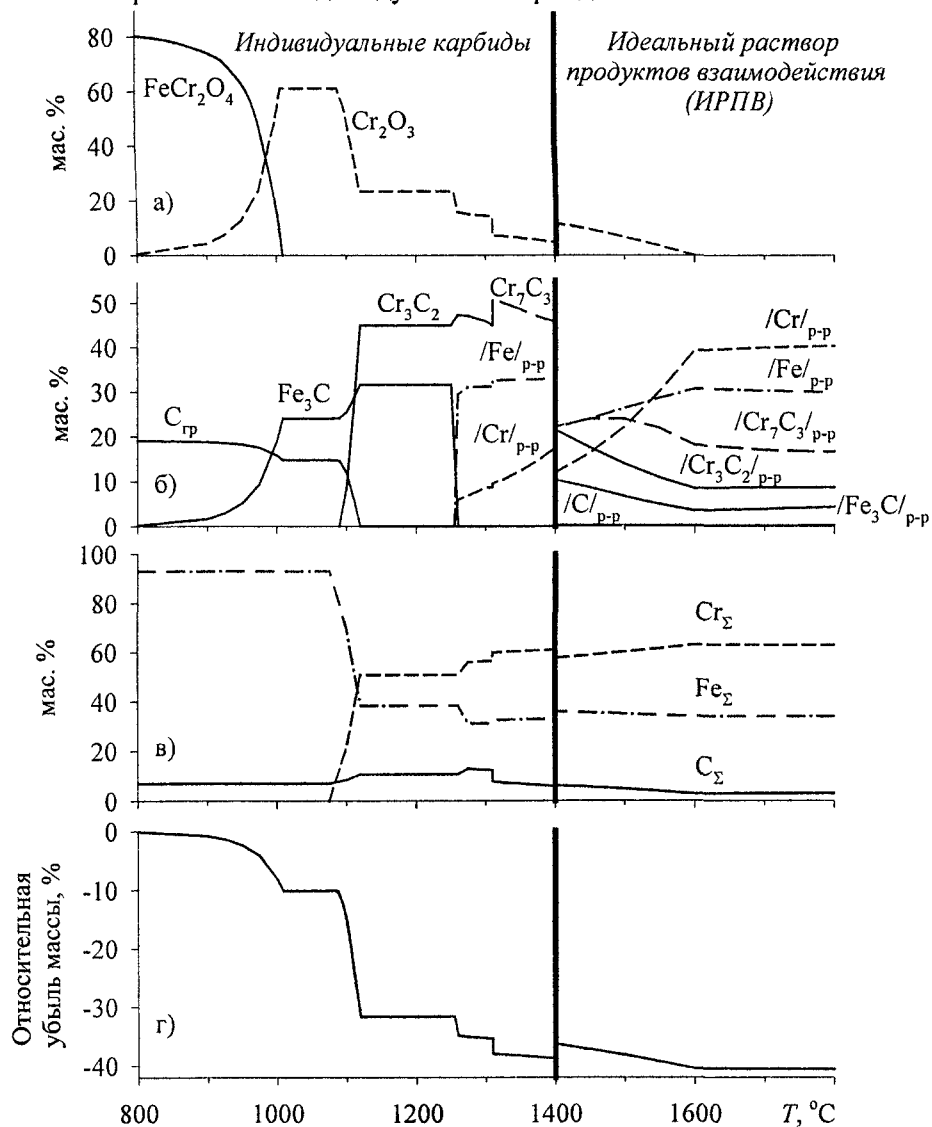 80
60
40
20
0
мас. %
Индивидуальные карбиды
Идеальный раствор
продуктов взаимодействия
(ИРПВ)
FeCr₂O₄
Cr₂O₃
а)
50
40
30
20
10
0
мас. %
Cr₃C₂
Cr₇C₃
/Fe/р-р
Fe₃C
Cгр
/Cr/р-р
/Cr/р-р
/Fe/р-р
/Cr₇C₃/р-р
/Cr₃C₂/р-р
/C/р-р
/Fe₃C/р-р
б)
100
80
60
40
20
0
мас. %
CrΣ
FeΣ
CΣ
в)
0
-10
-20
-30
-40
Относительная
убыль массы, %
г)
800 1000 1200 1400 1600 T, °C